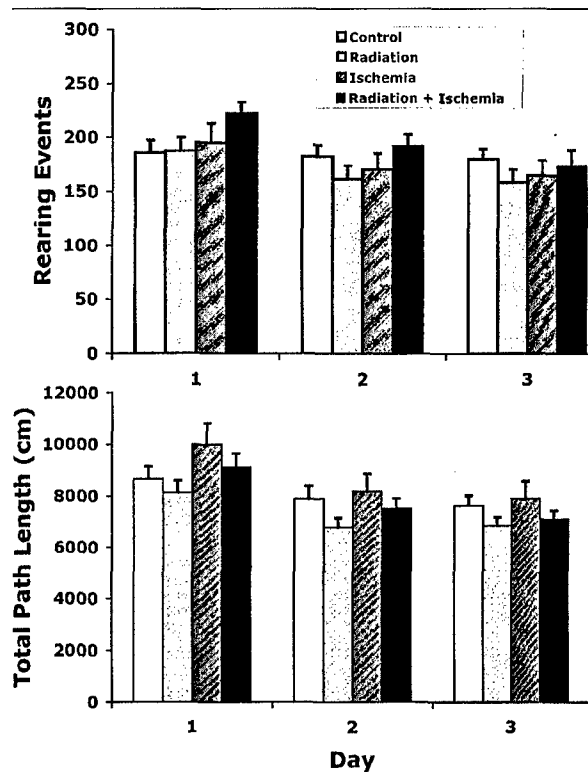 Control
Radiation
Ischemia
Radiation + Ischemia
Rearing Events
300
250
200
150
100
50
0
1 2 3
Total Path Length (cm)
12000
10000
8000
6000
4000
2000
0
1 2 3
Day